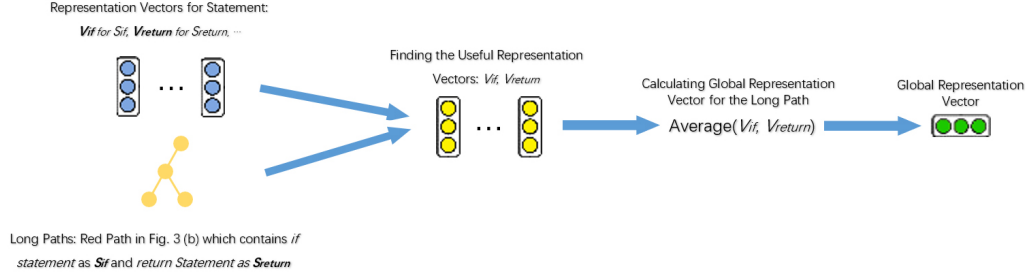 Representation Vectors for Statement:
Vif for Sif, Vreturn for Sreturn, ...
...
Finding the Useful Representation
Vectors: Vif, Vreturn
...
Calculating Global Representation
Vector for the Long Path
Average(Vif, Vreturn)
Global Representation
Vector
Long Paths: Red Path in Fig. 3 (b) which contains if
statement as Sif and return Statement as Sreturn